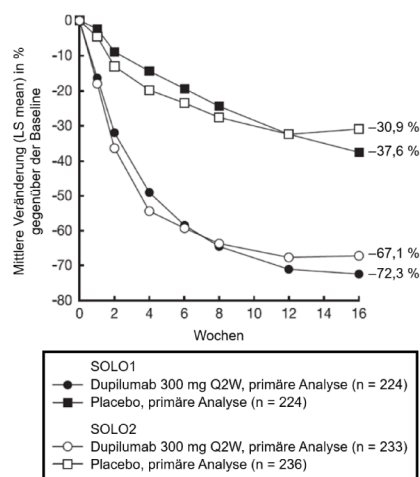 Mittlere Veränderung (LS mean) in %
gegenüber der Baseline
0
-10
-20
-30
-40
-50
-60
-70
-80
–30,9 %
–37,6 %
–67,1 %
–72,3 %
0 2 4 6 8 10 12 14 16
Wochen
SOLO1
Dupilumab 300 mg Q2W, primäre Analyse (n = 224)
Placebo, primäre Analyse (n = 224)
SOLO2
Dupilumab 300 mg Q2W, primäre Analyse (n = 233)
Placebo, primäre Analyse (n = 236)